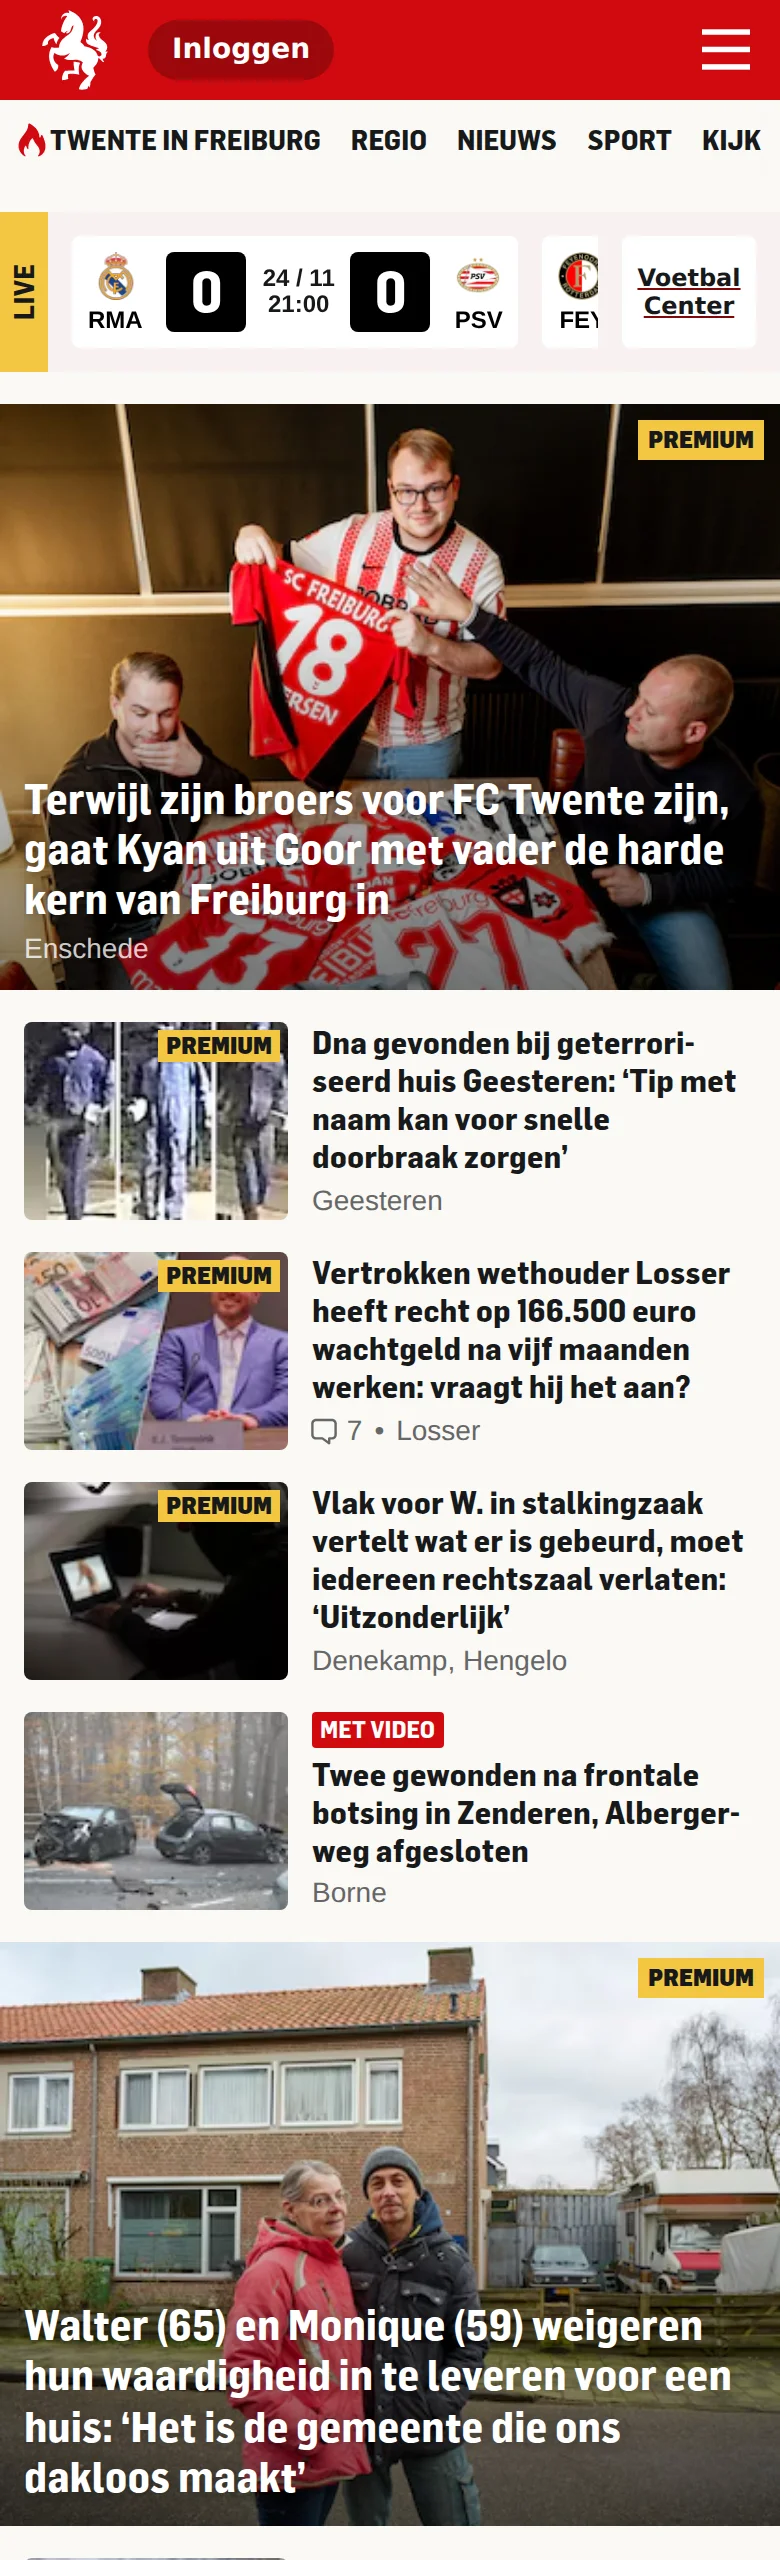 Inloggen
TWENTE IN FREIBURG REGIO NIEUWS SPORT KIJK
LIVE
RMA 0 24 / 11 21:00 0 PSV
FEY
Voetbal
Center
PREMIUM
SC FREIBURG
18
Terwijl zijn broers voor FC Twente zijn,
gaat Kyan uit Goor met vader de harde
kern van Freiburg in
Enschede
PREMIUM
Dna gevonden bij geterrori-
seerd huis Geesteren: ‘Tip met
naam kan voor snelle
doorbraak zorgen’
Geesteren
PREMIUM
Vertrokken wethouder Losser
heeft recht op 166.500 euro
wachtgeld na vijf maanden
werken: vraagt hij het aan?
7 • Losser
PREMIUM
Vlak voor W. in stalkingzaak
vertelt wat er is gebeurd, moet
iedereen rechtszaal verlaten:
‘Uitzonderlijk’
Denekamp, Hengelo
MET VIDEO
Twee gewonden na frontale
botsing in Zenderen, Alberger-
weg afgesloten
Borne
PREMIUM
Walter (65) en Monique (59) weigeren
hun waardigheid in te leveren voor een
huis: ‘Het is de gemeente die ons
dakloos maakt’